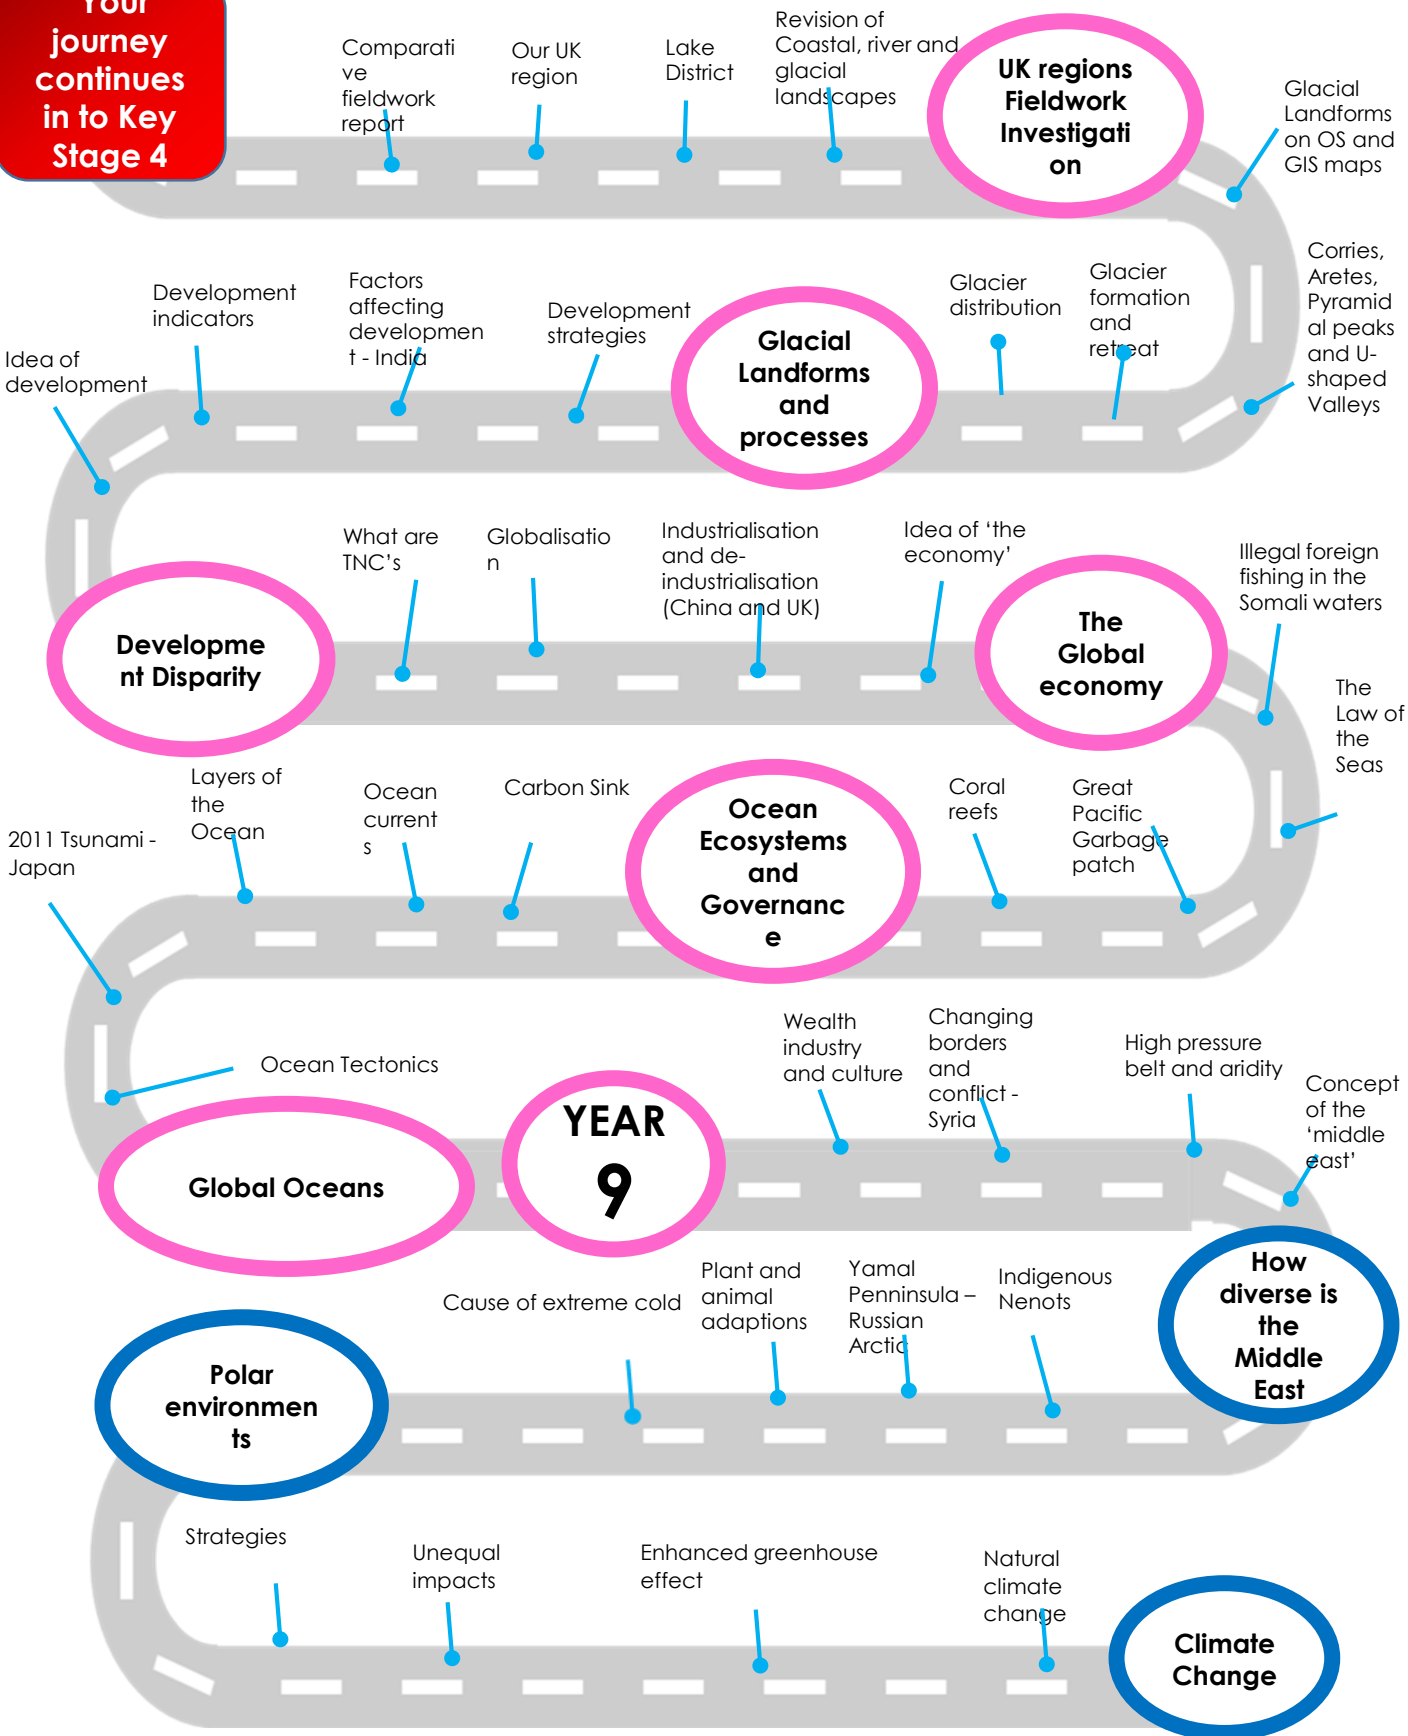 Your
journey
continues
in to Key
Stage 4
Comparati
ve
fieldwork
report
Our UK
region
Lake
District
Revision of
Coastal, river and
glacial
landscapes
UK regions
Fieldwork
Investigati
on
Glacial
Landforms
on OS and
GIS maps
Idea of
development
Development
indicators
Factors
affecting
developmen
t - India
Development
strategies
Glacial
Landforms
and
processes
Glacier
distribution
Glacier
formation
and
retreat
Corries,
Aretes,
Pyramid
al peaks
and U-
shaped
Valleys
Developme
nt Disparity
What are
TNC's
Globalisatio
n
Industrialisation
and de-
industrialisation
(China and UK)
Idea of ‘the
economy’
The
Global
economy
Illegal foreign
fishing in the
Somali waters
The
Law of
the
Seas
2011 Tsunami -
Japan
Layers of
the
Ocean
Ocean
current
s
Carbon Sink
Ocean
Ecosystems
and
Governanc
e
Coral
reefs
Great
Pacific
Garbage
patch
Ocean Tectonics
Global Oceans
YEAR
9
Wealth
industry
and culture
Changing
borders
and
conflict -
Syria
High pressure
belt and aridity
Concept
of the
‘middle
east’
How
diverse is
the
Middle
East
Polar
environmen
ts
Cause of extreme cold
Plant and
animal
adaptions
Yamal
Penninsula –
Russian
Arctic
Indigenous
Nenots
Strategies
Unequal
impacts
Enhanced greenhouse
effect
Natural
climate
change
Climate
Change